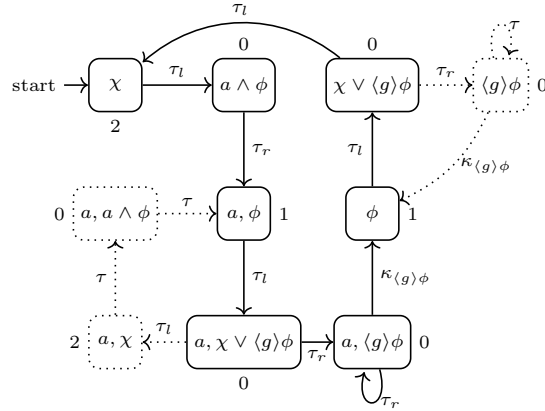 τ_l
0 0
start χ τ_l a ∧ ϕ χ ∨ ⟨g⟩ϕ τ_r ⟨g⟩ϕ 0 τ
2
τ_r τ_l κ_{⟨g⟩ϕ}
0 a, a ∧ ϕ τ a, ϕ 1 ϕ 1
τ τ_l κ_{⟨g⟩ϕ}
2 a, χ τ_l a, χ ∨ ⟨g⟩ϕ τ_r a, ⟨g⟩ϕ 0
0 τ_r